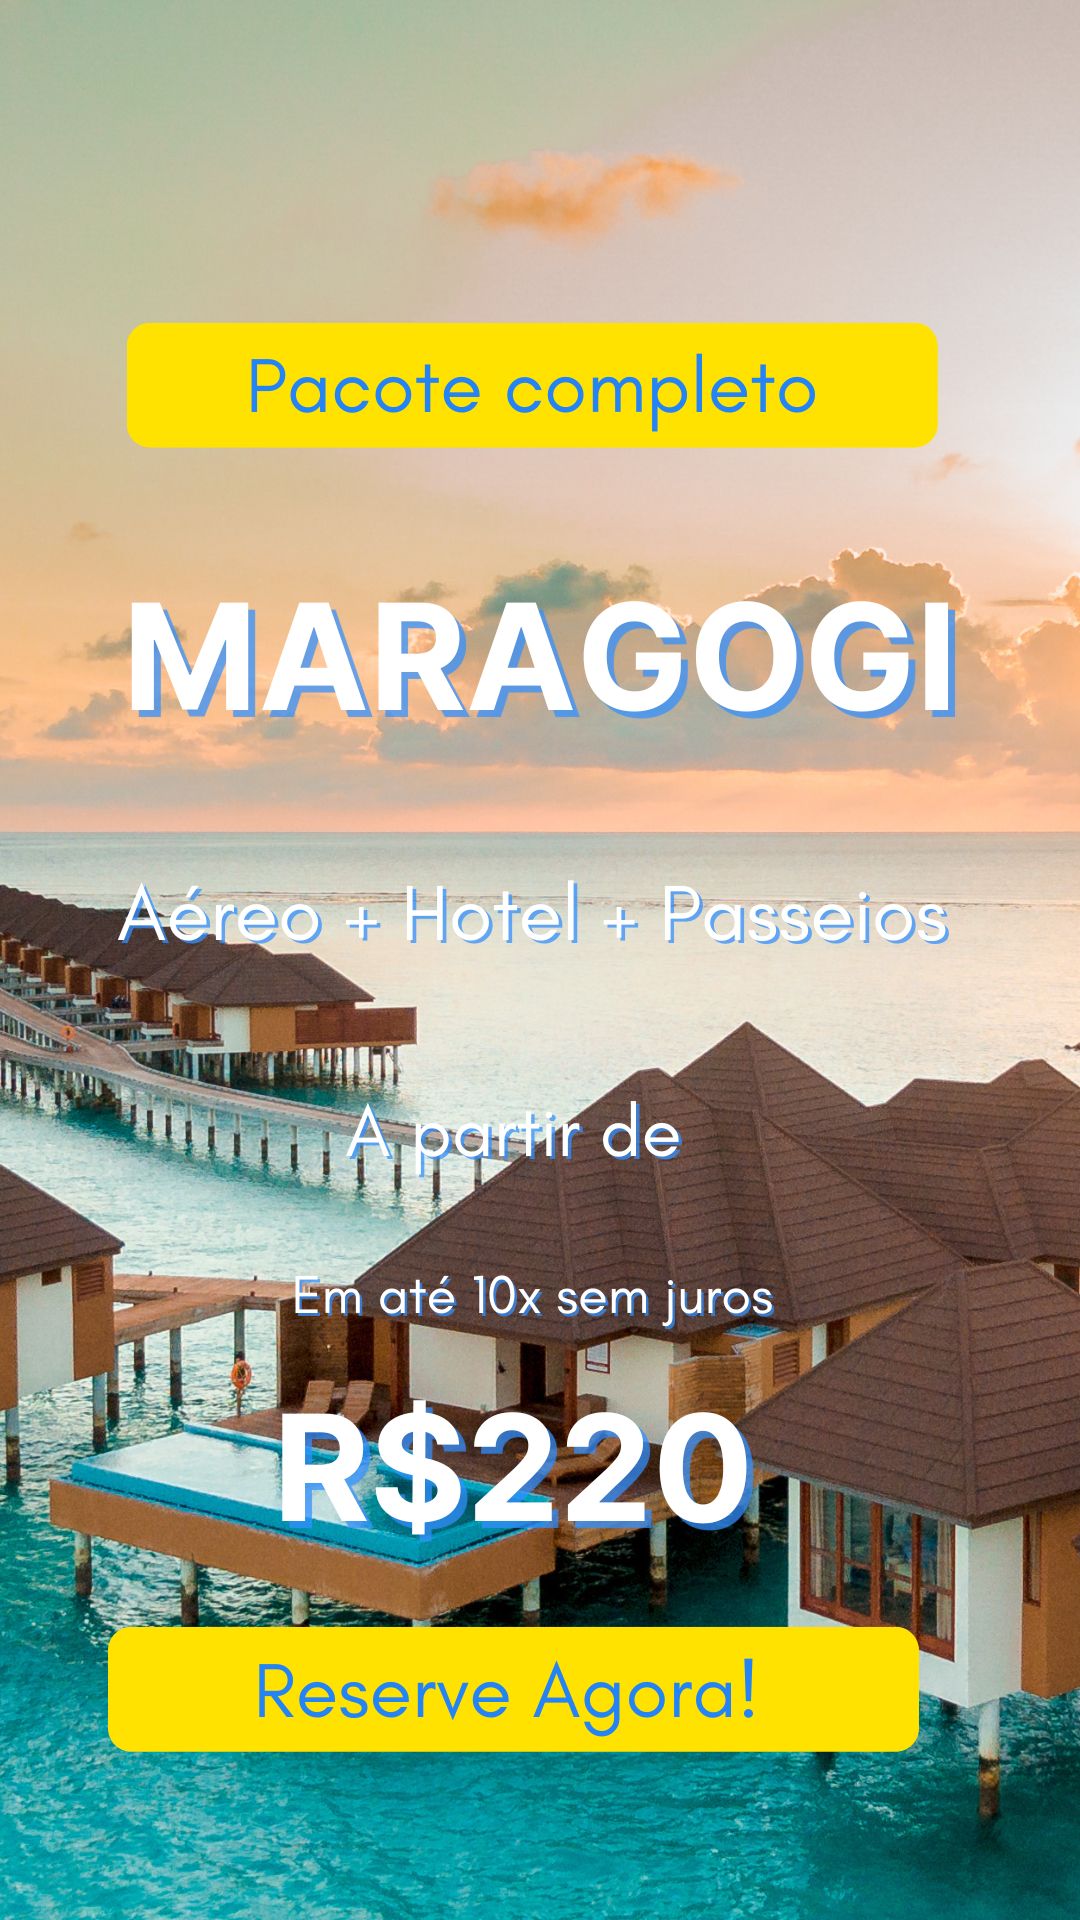 Pacote completo
MARAGOGI
Aéreo + Hotel + Passeios
A partir de
Em até 10x sem juros
R$220
Reserve Agora!